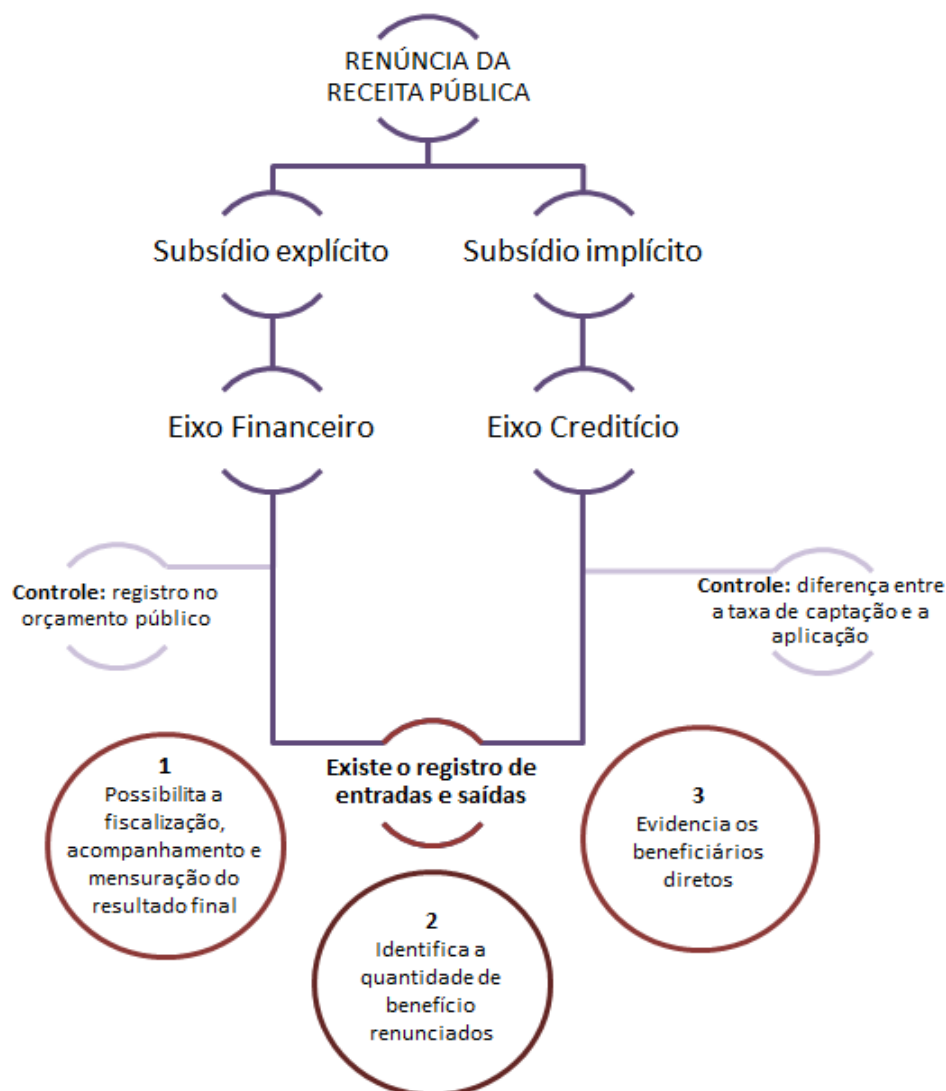 RENÚNCIA DA
RECEITA PÚBLICA
Subsídio explícito
Subsídio implícito
Eixo Financeiro
Eixo Creditício
Controle: registro no
orçamento público
Controle: diferença entre
a taxa de captação e a
aplicação
Existe o registro de
entradas e saídas
1
Possibilita a
fiscalização,
acompanhamento e
mensuração do
resultado final
2
Identifica a
quantidade de
benefício
renunciados
3
Evidencia os
beneficiários
diretos